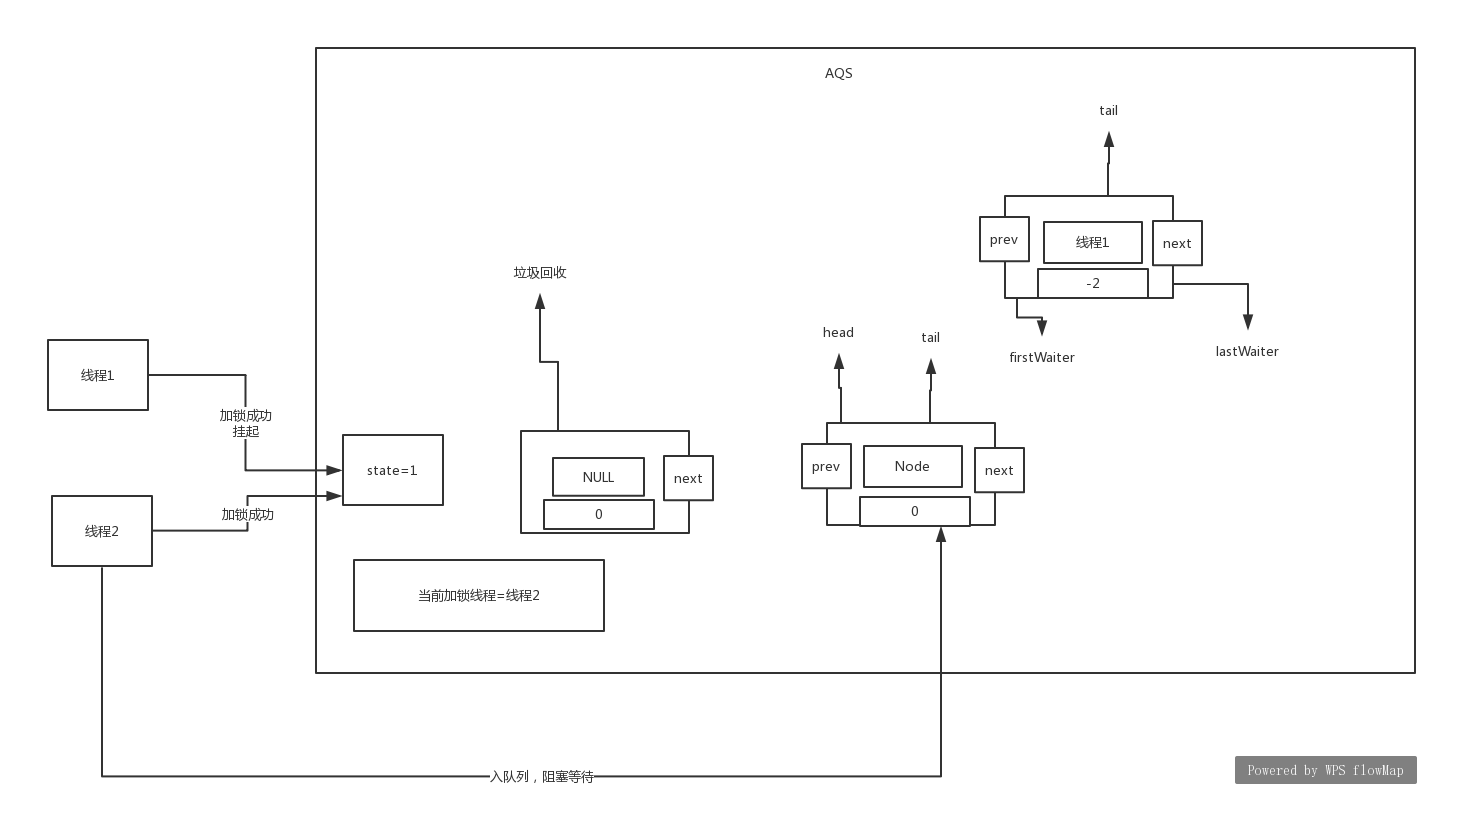 AQS
tail
prev
线程1
next
-2
垃圾回收
head
tail
firstWaiter
lastWaiter
线程1
加锁成功
挂起
state=1
NULL
next
0
prev
Node
next
0
线程2
加锁成功
当前加锁线程=线程2
入队列，阻塞等待
Powered by WPS flowMap